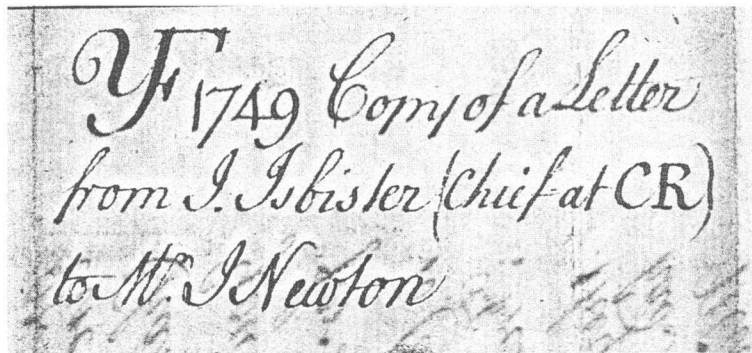 YF 1749 Copy of a Letter
from J. Isbister (Chief at CR)
to Mr. J Newton